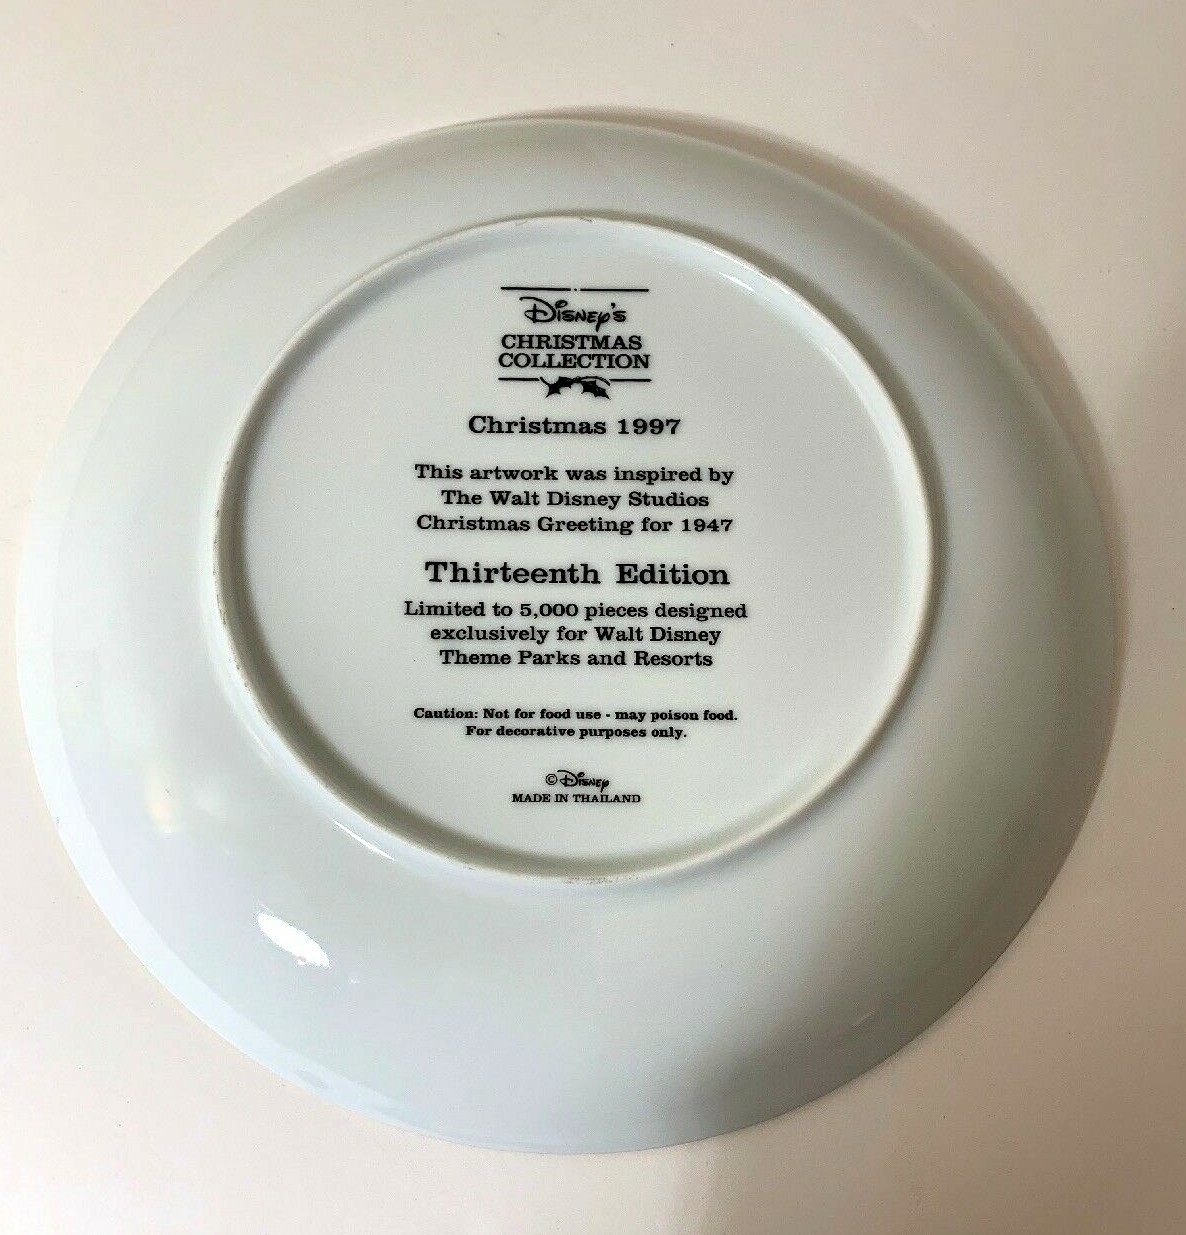 Disney's
CHRISTMAS
COLLECTION
Christmas 1997
This artwork was inspired by
The Walt Disney Studios
Christmas Greeting for 1947
Thirteenth Edition
Limited to 5,000 pieces designed
exclusively for Walt Disney
Theme Parks and Resorts
Caution: Not for food use - may poison food.
For decorative purposes only.
© Disney
MADE IN THAILAND